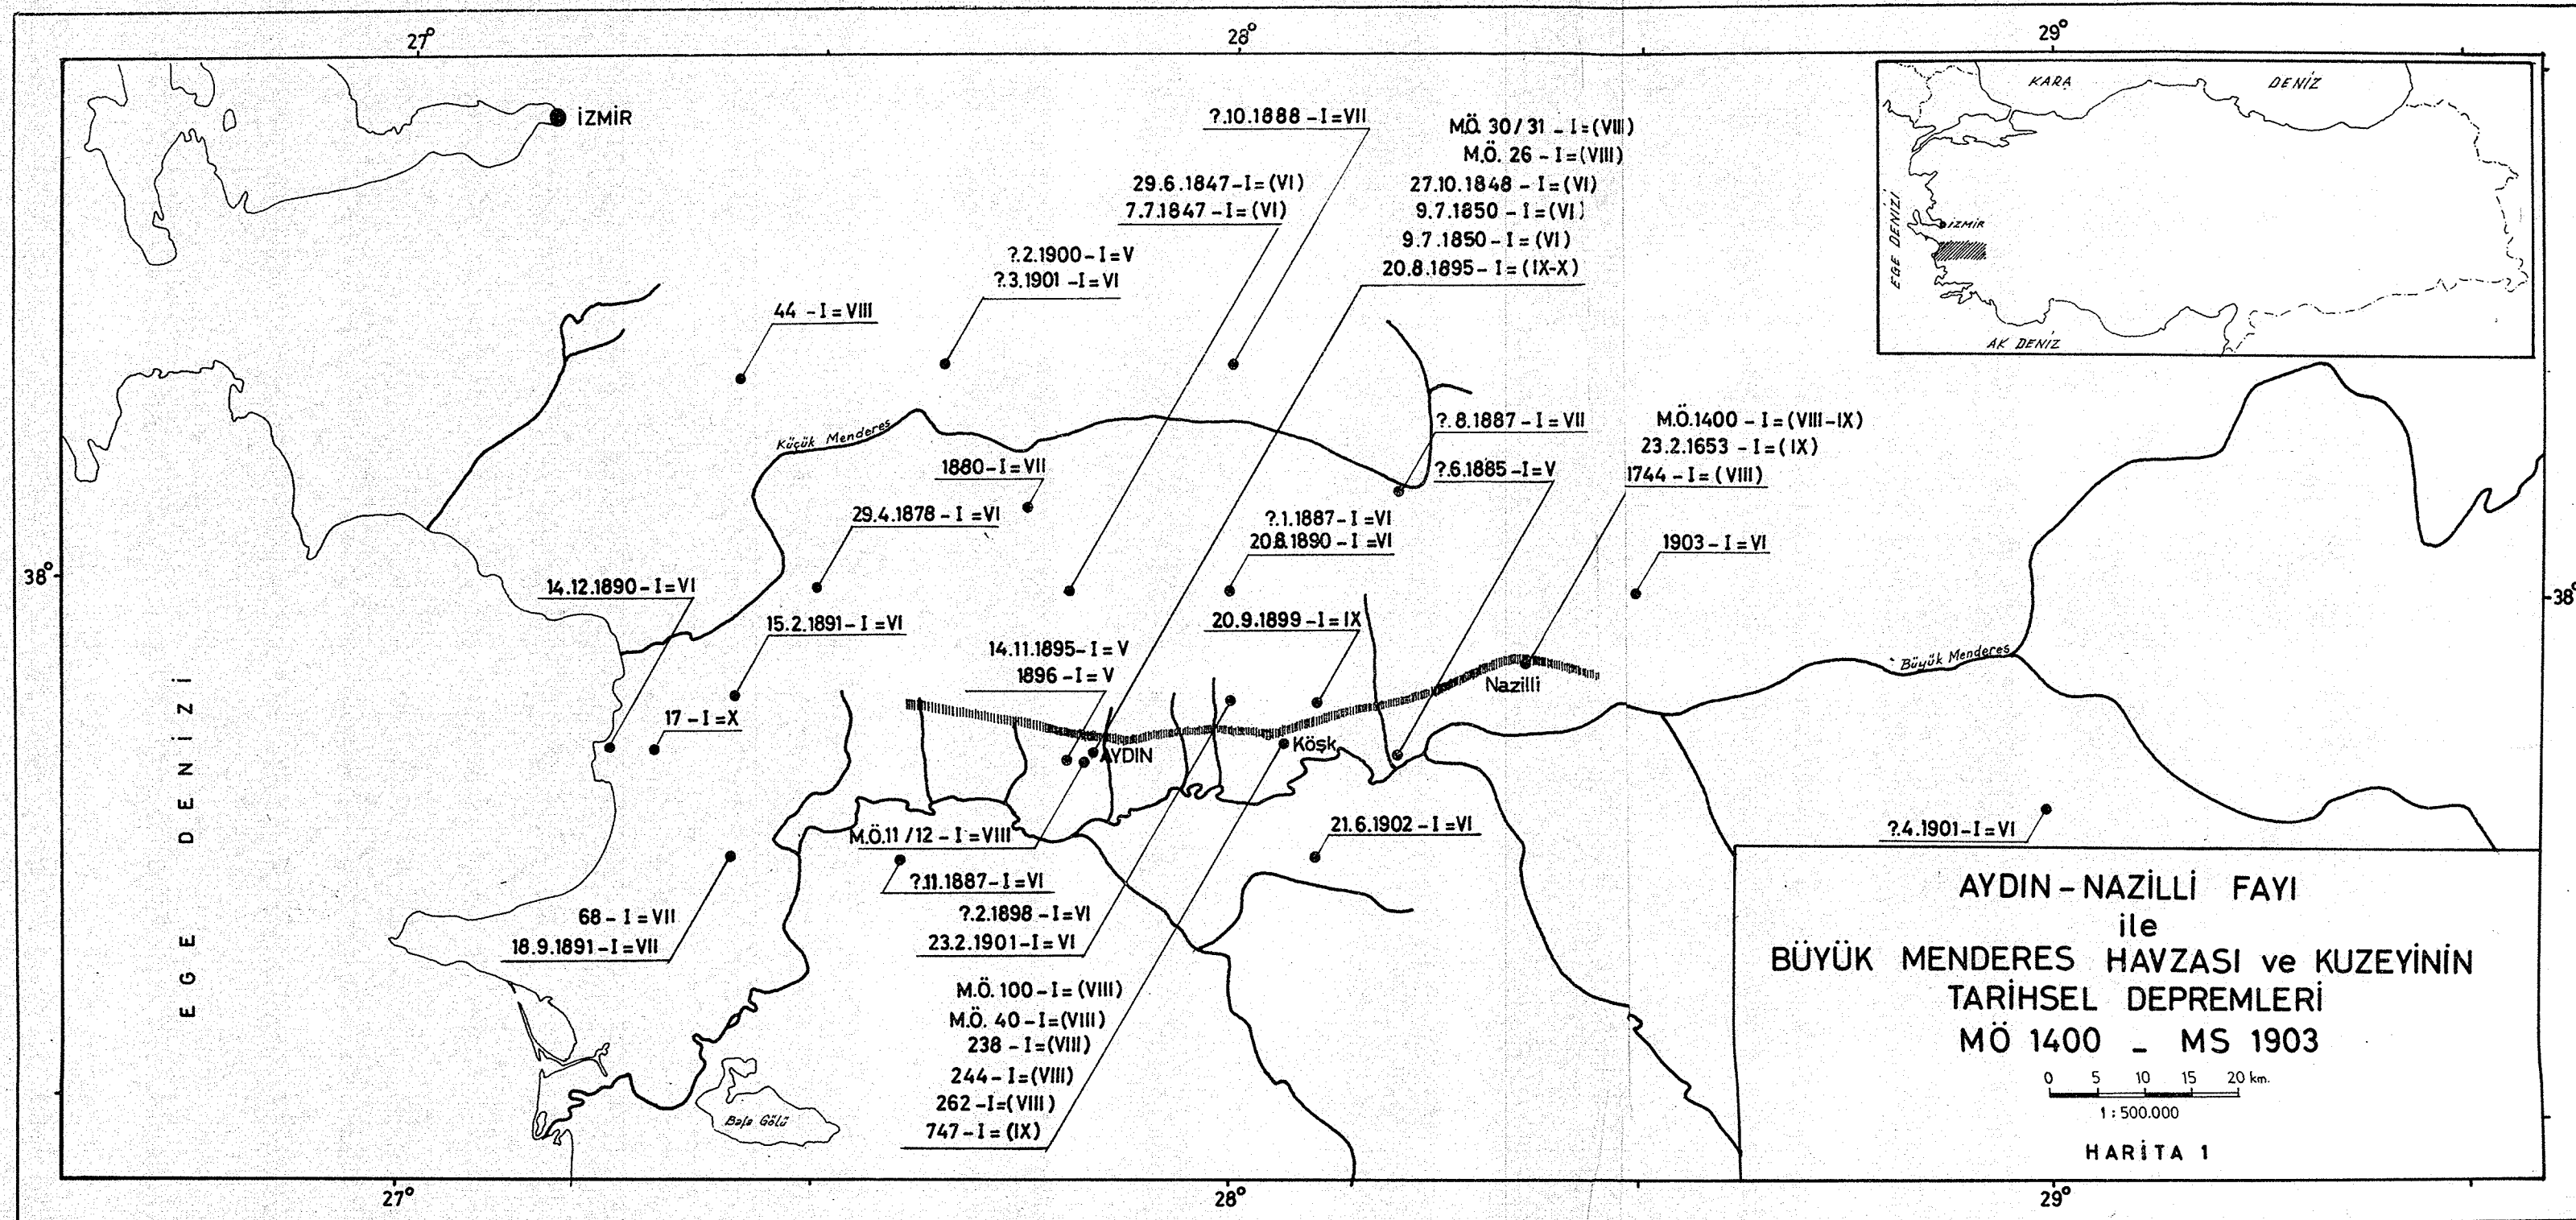 27°
28°
29°
İZMİR
?.10.1888 - I = VII
M.Ö. 30/31 - I = (VIII)
M.Ö. 26 - I = (VIII)
27.10.1848 - I = (VI)
9.7.1850 - I = (VI)
9.7.1850 - I = (VI)
20.8.1895 - I = (IX-X)
29.6.1847 - I = (VI)
7.7.1847 - I = (VI)
?.2.1900 - I = V
?.3.1901 - I = VI
44 - I = VIII
KARA DENİZ
EGE DENİZİ
İZMİR
AK DENİZ
Küçük Menderes
?.8.1887 - I = VII
?.6.1885 - I = V
M.Ö.1400 - I = (VIII-IX)
23.2.1653 - I = (IX)
1744 - I = (VIII)
1880 - I = VII
29.4.1878 - I = VI
?.1.1887 - I = VI
20.8.1890 - I = VI
1903 - I = VI
38°
38°
14.12.1890 - I = VI
15.2.1891 - I = VI
20.9.1899 - I = IX
14.11.1895 - I = V
1896 - I = V
17 - I = X
Büyük Menderes
Nazilli
Köşk
AYDIN
EGE DENİZİ
M.Ö.11/12 - I = VIII
21.6.1902 - I = VI
?.4.1901 - I = VI
?.11.1887 - I = VI
?.2.1898 - I = VI
23.2.1901 - I = VI
68 - I = VII
18.9.1891 - I = VII
M.Ö. 100 - I = (VIII)
M.Ö. 40 - I = (VIII)
238 - I = (VIII)
244 - I = (VIII)
262 - I = (VIII)
747 - I = (IX)
Bafa Gölü
AYDIN - NAZİLLİ FAYI
ile
BÜYÜK MENDERES HAVZASI ve KUZEYİNİN
TARİHSEL DEPREMLERİ
MÖ 1400 - MS 1903
0 5 10 15 20 km.
1 : 500.000
HARİTA 1
27°
28°
29°